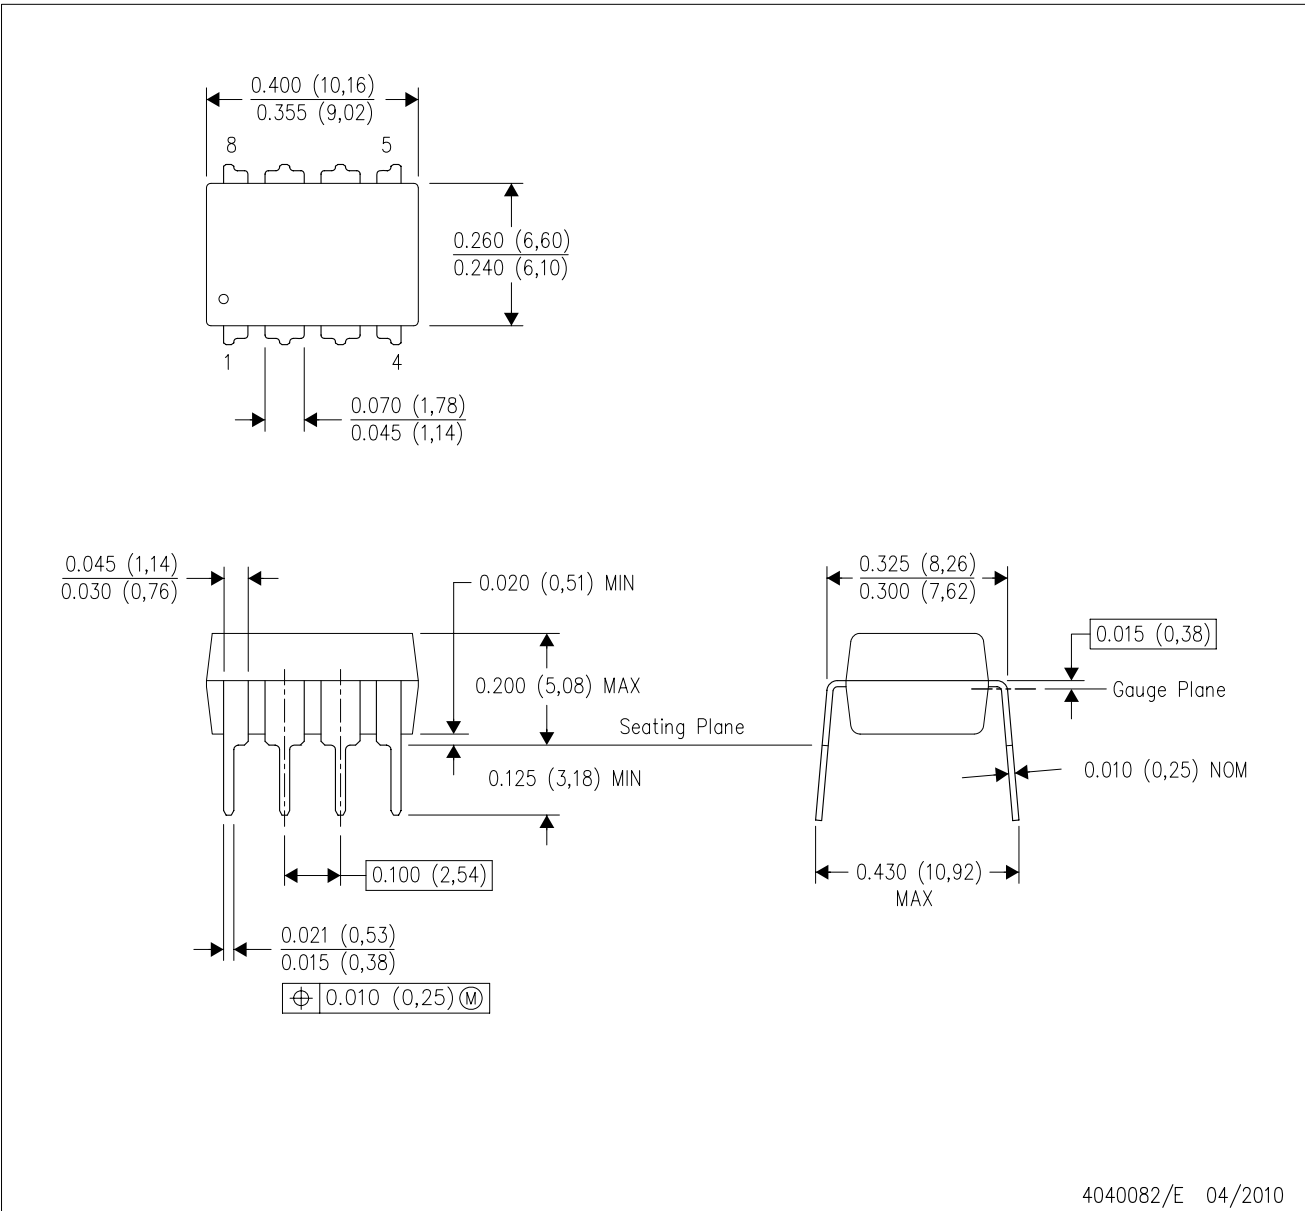 0.400 (10,16)
0.355 (9,02)
8
5
0.260 (6,60)
0.240 (6,10)
1
4
0.070 (1,78)
0.045 (1,14)
0.045 (1,14)
0.030 (0,76)
0.020 (0,51) MIN
0.200 (5,08) MAX
Seating Plane
0.125 (3,18) MIN
0.100 (2,54)
0.021 (0,53)
0.015 (0,38)
⌖ 0.010 (0,25) Ⓜ
0.325 (8,26)
0.300 (7,62)
0.015 (0,38)
Gauge Plane
0.010 (0,25) NOM
0.430 (10,92)
MAX
4040082/E 04/2010